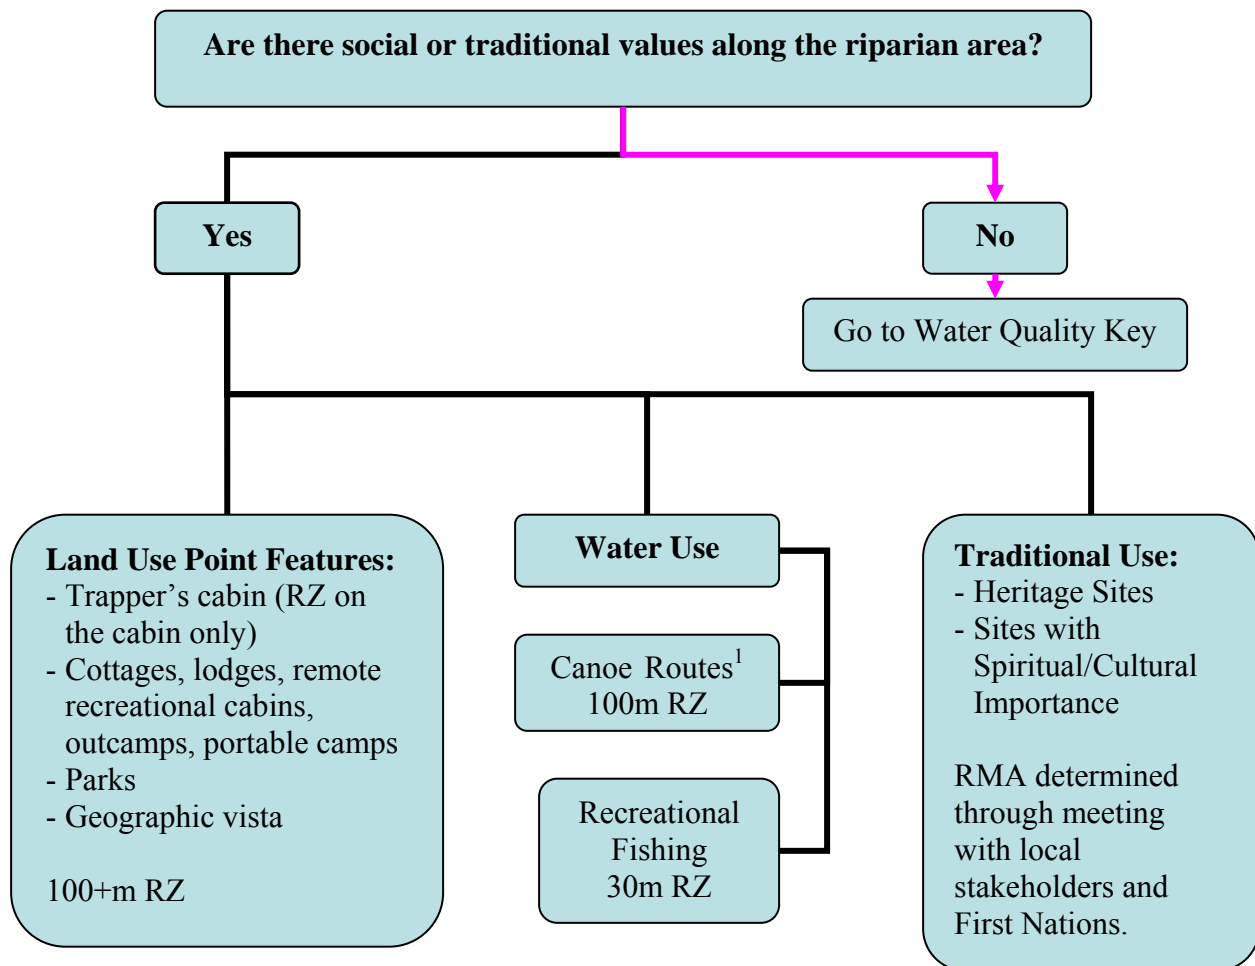 Are there social or traditional values along the riparian area?
Yes
No
Go to Water Quality Key
Land Use Point Features:
- Trapper’s cabin (RZ on
the cabin only)
- Cottages, lodges, remote
recreational cabins,
outcamps, portable camps
- Parks
- Geographic vista
100+m RZ
Water Use
Canoe Routes¹
100m RZ
Recreational
Fishing
30m RZ
Traditional Use:
- Heritage Sites
- Sites with
Spiritual/Cultural
Importance
RMA determined
through meeting
with local
stakeholders and
First Nations.